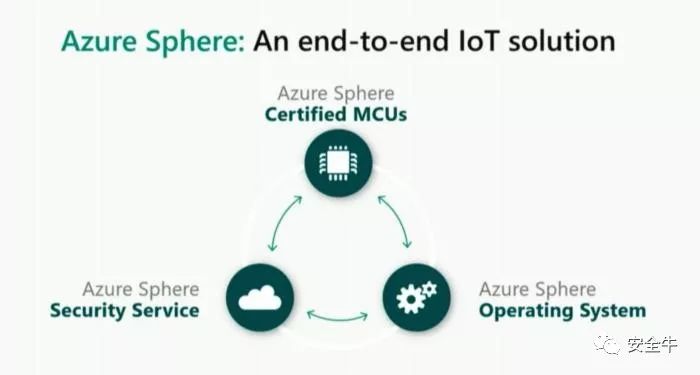 Azure Sphere: An end-to-end IoT solution
Azure Sphere
Certified MCUs
Azure Sphere
Security Service
Azure Sphere
Operating System
安全牛